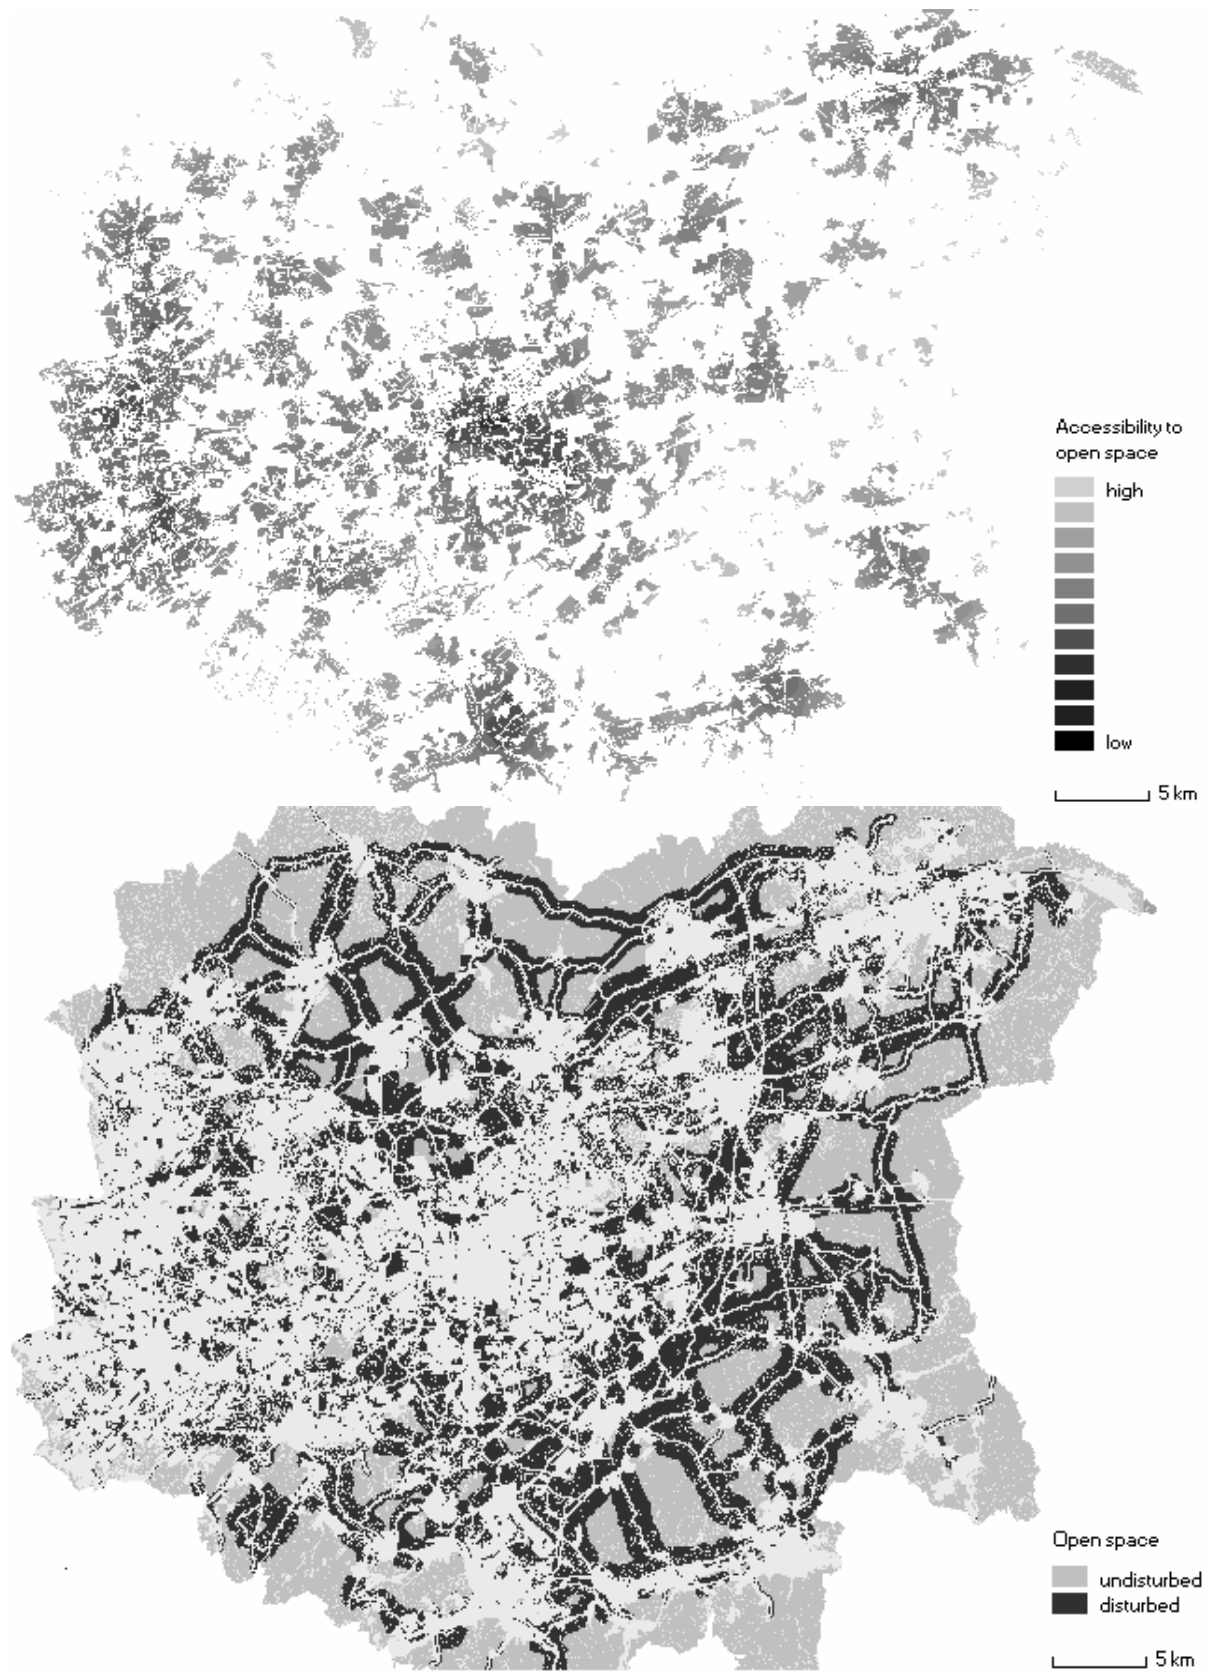 Accessibility to
open space
high
low
5 km
Open space
undisturbed
disturbed
5 km